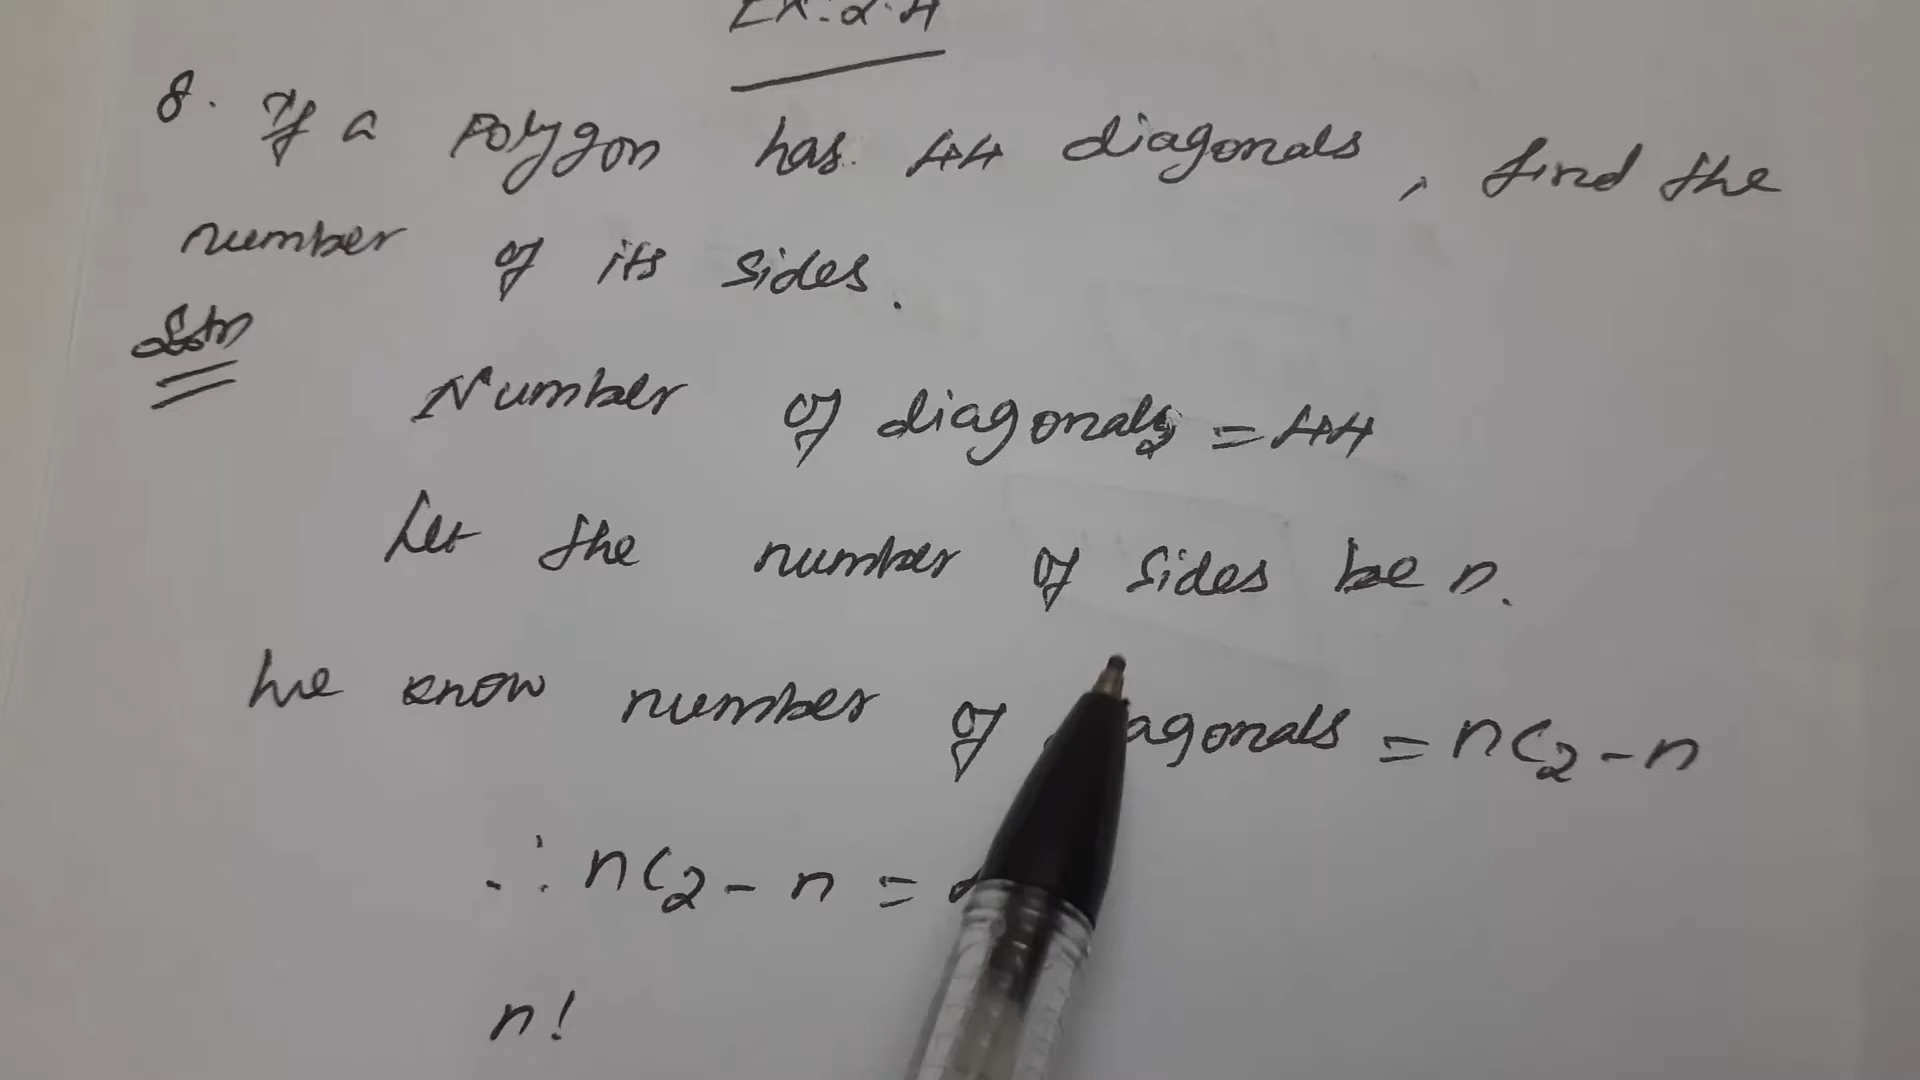 Ex: 2.4
8. If a Polygon has 44 diagonals, find the
number of its sides.
Soln
Number of diagonals = 44
Let the number of sides be n.
We know number of diagonals = nC2 - n
∴ nC2 - n =
n!